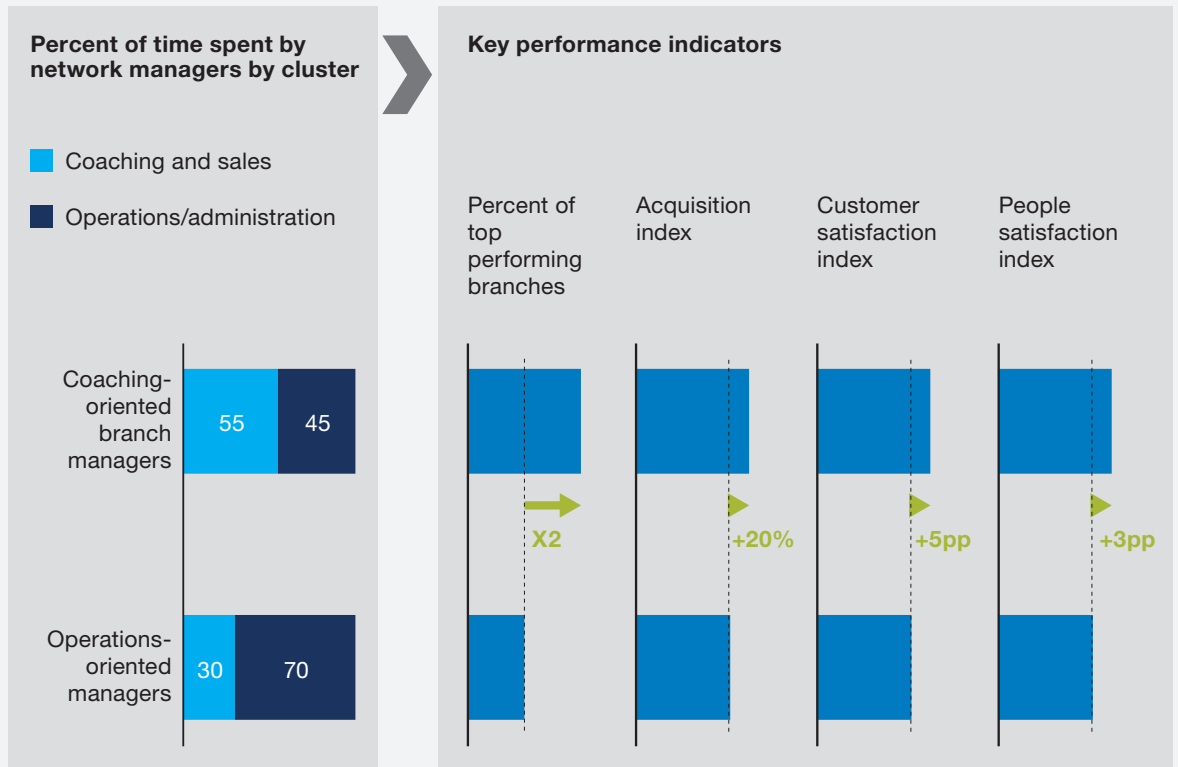 Percent of time spent by
network managers by cluster
Coaching and sales
Operations/administration
Key performance indicators
Percent of
top
performing
branches
Acquisition
index
Customer
satisfaction
index
People
satisfaction
index
Coaching-
oriented
branch
managers
55
45
X2
+20%
+5pp
+3pp
Operations-
oriented
managers
30
70